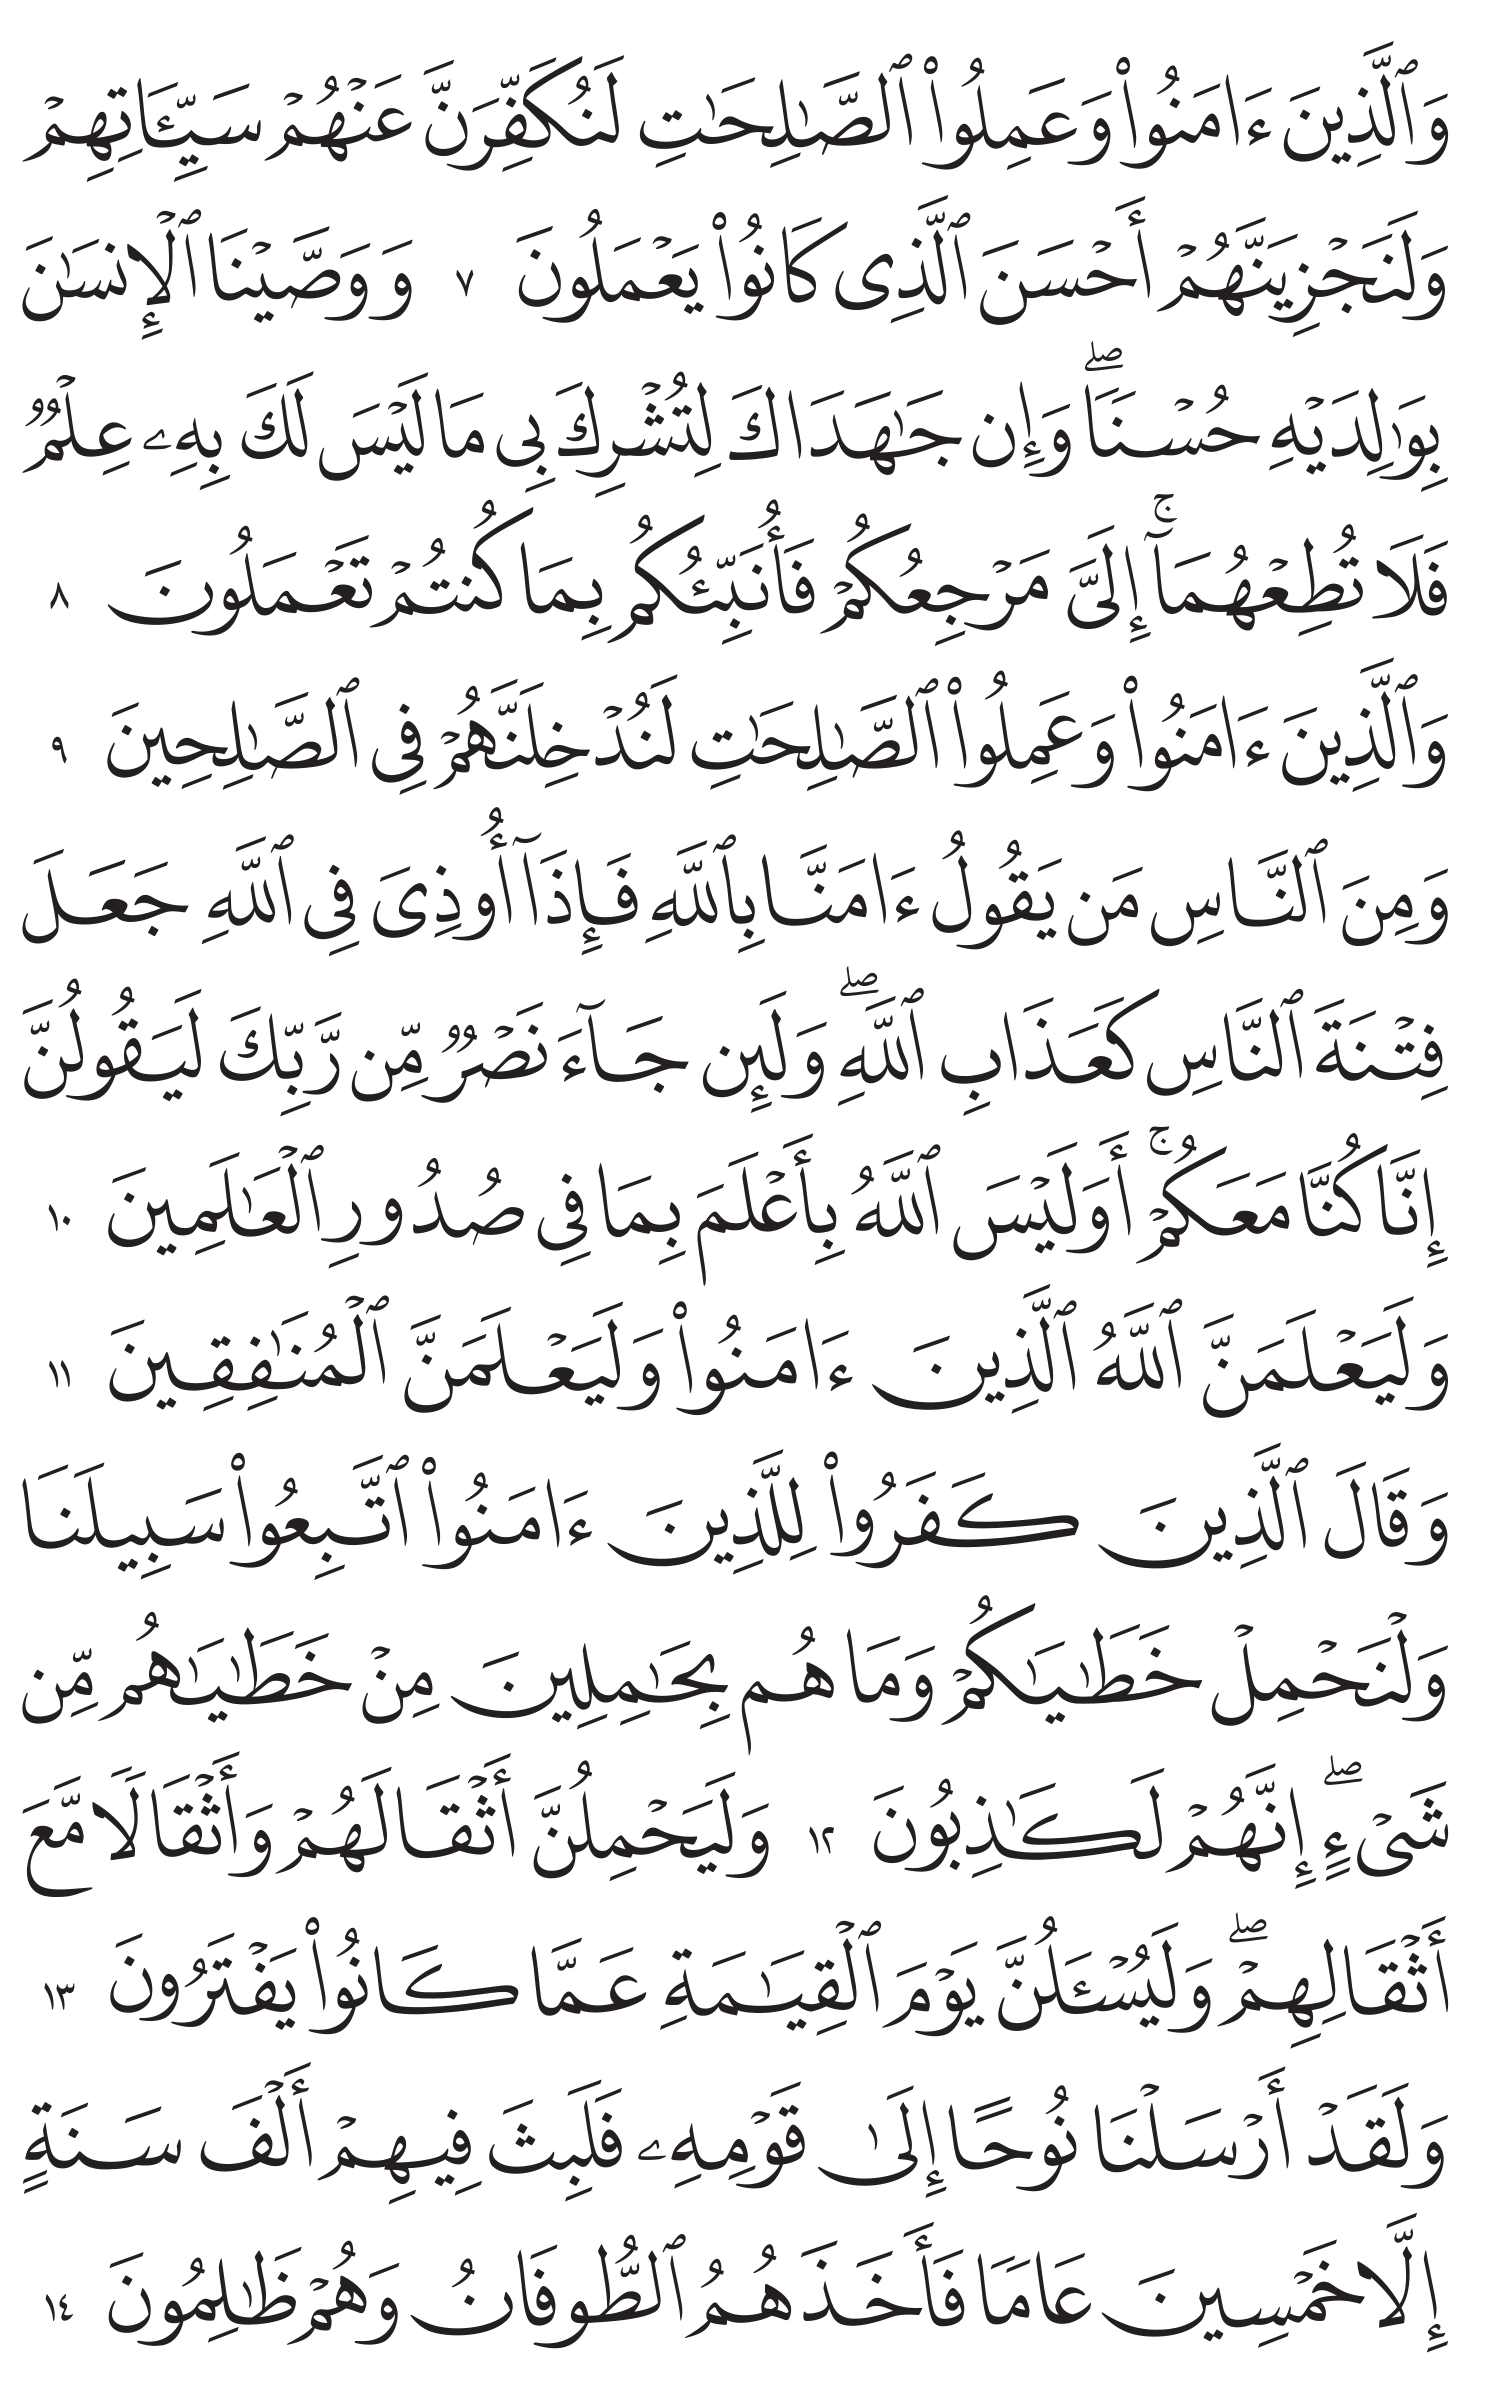 وَٱلَّذِينَ ءَامَنُوا۟ وَعَمِلُوا۟ ٱلصَّـٰلِحَـٰتِ لَنُكَفِّرَنَّ عَنْهُمْ سَيِّـَٔاتِهِمْ
وَلَنَجْزِيَنَّهُمْ أَحْسَنَ ٱلَّذِى كَانُوا۟ يَعْمَلُونَ ٧ وَوَصَّيْنَا ٱلْإِنسَـٰنَ
بِوَٰلِدَيْهِ حُسْنًا ۖ وَإِن جَـٰهَدَاكَ لِتُشْرِكَ بِى مَا لَيْسَ لَكَ بِهِۦ عِلْمٌ
فَلَا تُطِعْهُمَآ ۚ إِلَىَّ مَرْجِعُكُمْ فَأُنَبِّئُكُم بِمَا كُنتُمْ تَعْمَلُونَ ٨
وَٱلَّذِينَ ءَامَنُوا۟ وَعَمِلُوا۟ ٱلصَّـٰلِحَـٰتِ لَنُدْخِلَنَّهُمْ فِى ٱلصَّـٰلِحِينَ ٩
وَمِنَ ٱلنَّاسِ مَن يَقُولُ ءَامَنَّا بِٱللَّهِ فَإِذَآ أُوذِىَ فِى ٱللَّهِ جَعَلَ
فِتْنَةَ ٱلنَّاسِ كَعَذَابِ ٱللَّهِ ۖ وَلَئِن جَآءَ نَصْرٌ مِّن رَّبِّكَ لَيَقُولُنَّ
إِنَّا كُنَّا مَعَكُمْ ۚ أَوَلَيْسَ ٱللَّهُ بِأَعْلَمَ بِمَا فِى صُدُورِ ٱلْعَـٰلَمِينَ ١٠
وَلَيَعْلَمَنَّ ٱللَّهُ ٱلَّذِينَ ءَامَنُوا۟ وَلَيَعْلَمَنَّ ٱلْمُنَـٰفِقِينَ ١١
وَقَالَ ٱلَّذِينَ كَفَرُوا۟ لِلَّذِينَ ءَامَنُوا۟ ٱتَّبِعُوا۟ سَبِيلَنَا
وَلْنَحْمِلْ خَطَـٰيَـٰكُمْ وَمَا هُم بِحَـٰمِلِينَ مِنْ خَطَـٰيَـٰهُم مِّن
شَىْءٍ ۖ إِنَّهُمْ لَكَـٰذِبُونَ ١٢ وَلَيَحْمِلُنَّ أَثْقَالَهُمْ وَأَثْقَالًا مَّعَ
أَثْقَالِهِمْ ۖ وَلَيُسْـَٔلُنَّ يَوْمَ ٱلْقِيَـٰمَةِ عَمَّا كَانُوا۟ يَفْتَرُونَ ١٣
وَلَقَدْ أَرْسَلْنَا نُوحًا إِلَىٰ قَوْمِهِۦ فَلَبِثَ فِيهِمْ أَلْفَ سَنَةٍ
إِلَّا خَمْسِينَ عَامًا فَأَخَذَهُمُ ٱلطُّوفَانُ وَهُمْ ظَـٰلِمُونَ ١٤